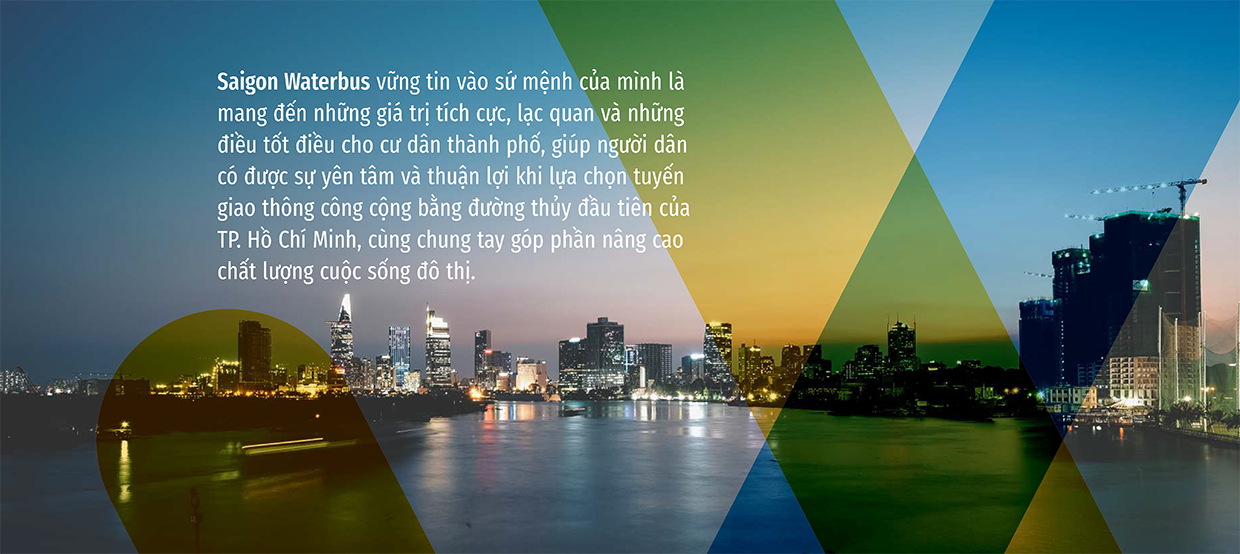 Saigon Waterbus vững tin vào sứ mệnh của mình là
mang đến những giá trị tích cực, lạc quan và những
điều tốt điều cho cư dân thành phố, giúp người dân
có được sự yên tâm và thuận lợi khi lựa chọn tuyến
giao thông công cộng bằng đường thủy đầu tiên của
TP. Hồ Chí Minh, cùng chung tay góp phần nâng cao
chất lượng cuộc sống đô thị.